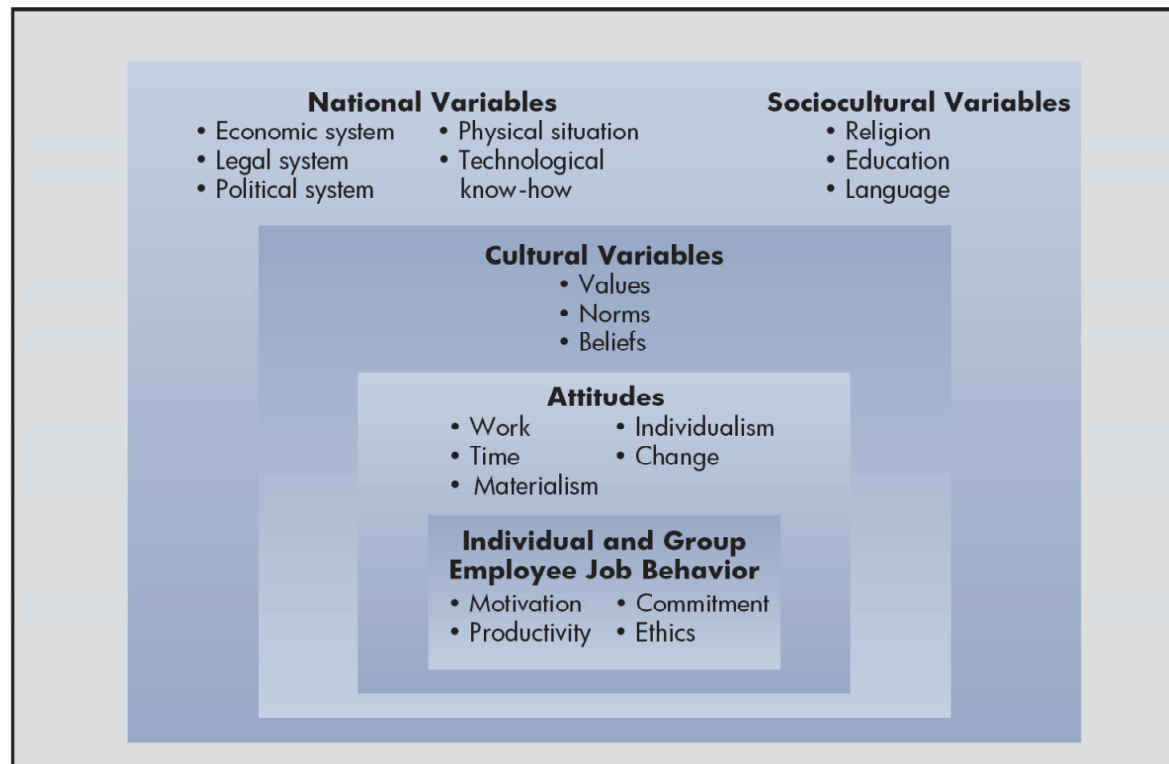 National Variables
• Economic system
• Legal system
• Political system
• Physical situation
• Technological
know-how
Sociocultural Variables
• Religion
• Education
• Language
Cultural Variables
• Values
• Norms
• Beliefs
Attitudes
• Work
• Time
• Materialism
• Individualism
• Change
Individual and Group
Employee Job Behavior
• Motivation
• Productivity
• Commitment
• Ethics